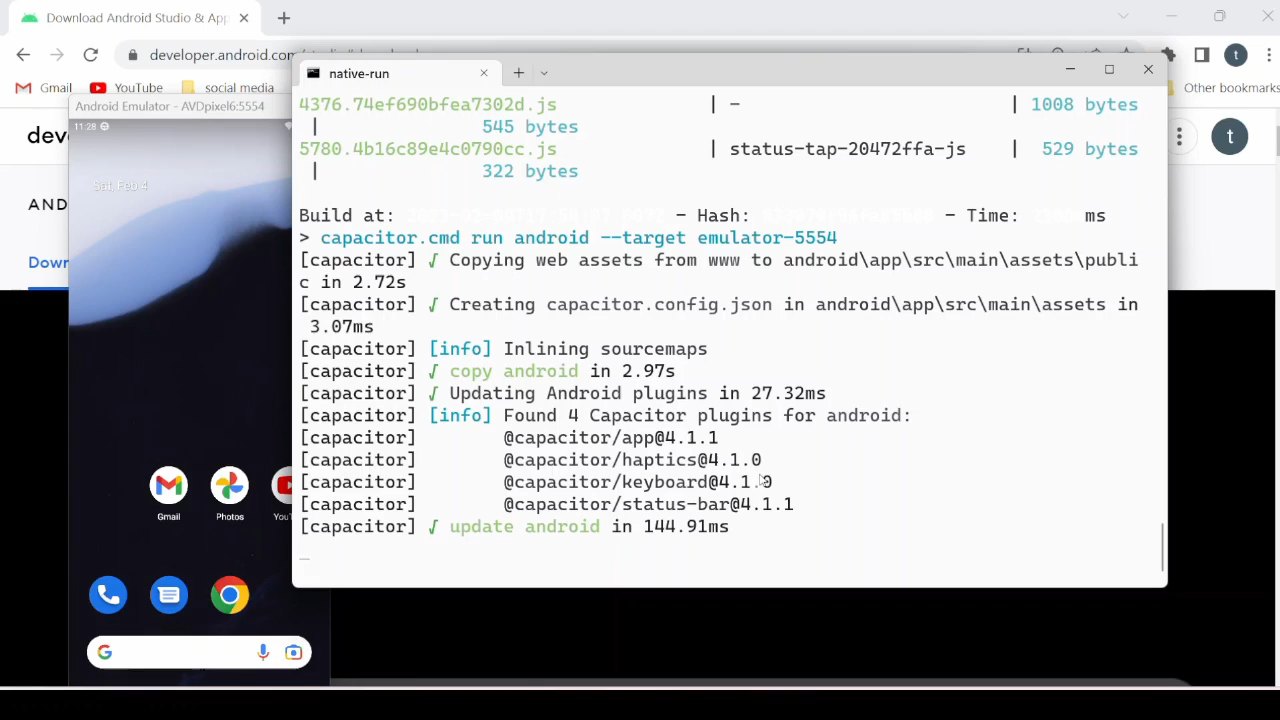 Download Android Studio & App
developer.android.com
Gmail
YouTube
social media
Other bookmarks
t
Android Emulator - AVDpixel6:5554
native-run
11:28
Sat, Feb 4
deve
t
AND
Down
4376.74ef690bfea7302d.js | - | 1008 bytes
| 545 bytes
5780.4b16c89e4c0790cc.js | status-tap-20472ffa-js | 529 bytes
| 322 bytes
Build at: - Hash: - Time: ms
> capacitor.cmd run android --target emulator-5554
[capacitor] √ Copying web assets from www to android\app\src\main\assets\publi
c in 2.72s
[capacitor] √ Creating capacitor.config.json in android\app\src\main\assets in
3.07ms
[capacitor] [info] Inlining sourcemaps
[capacitor] √ copy android in 2.97s
[capacitor] √ Updating Android plugins in 27.32ms
[capacitor] [info] Found 4 Capacitor plugins for android:
[capacitor] @capacitor/app@4.1.1
[capacitor] @capacitor/haptics@4.1.0
[capacitor] @capacitor/keyboard@4.1.0
[capacitor] @capacitor/status-bar@4.1.1
[capacitor] √ update android in 144.91ms
Gmail
Photos
YouT